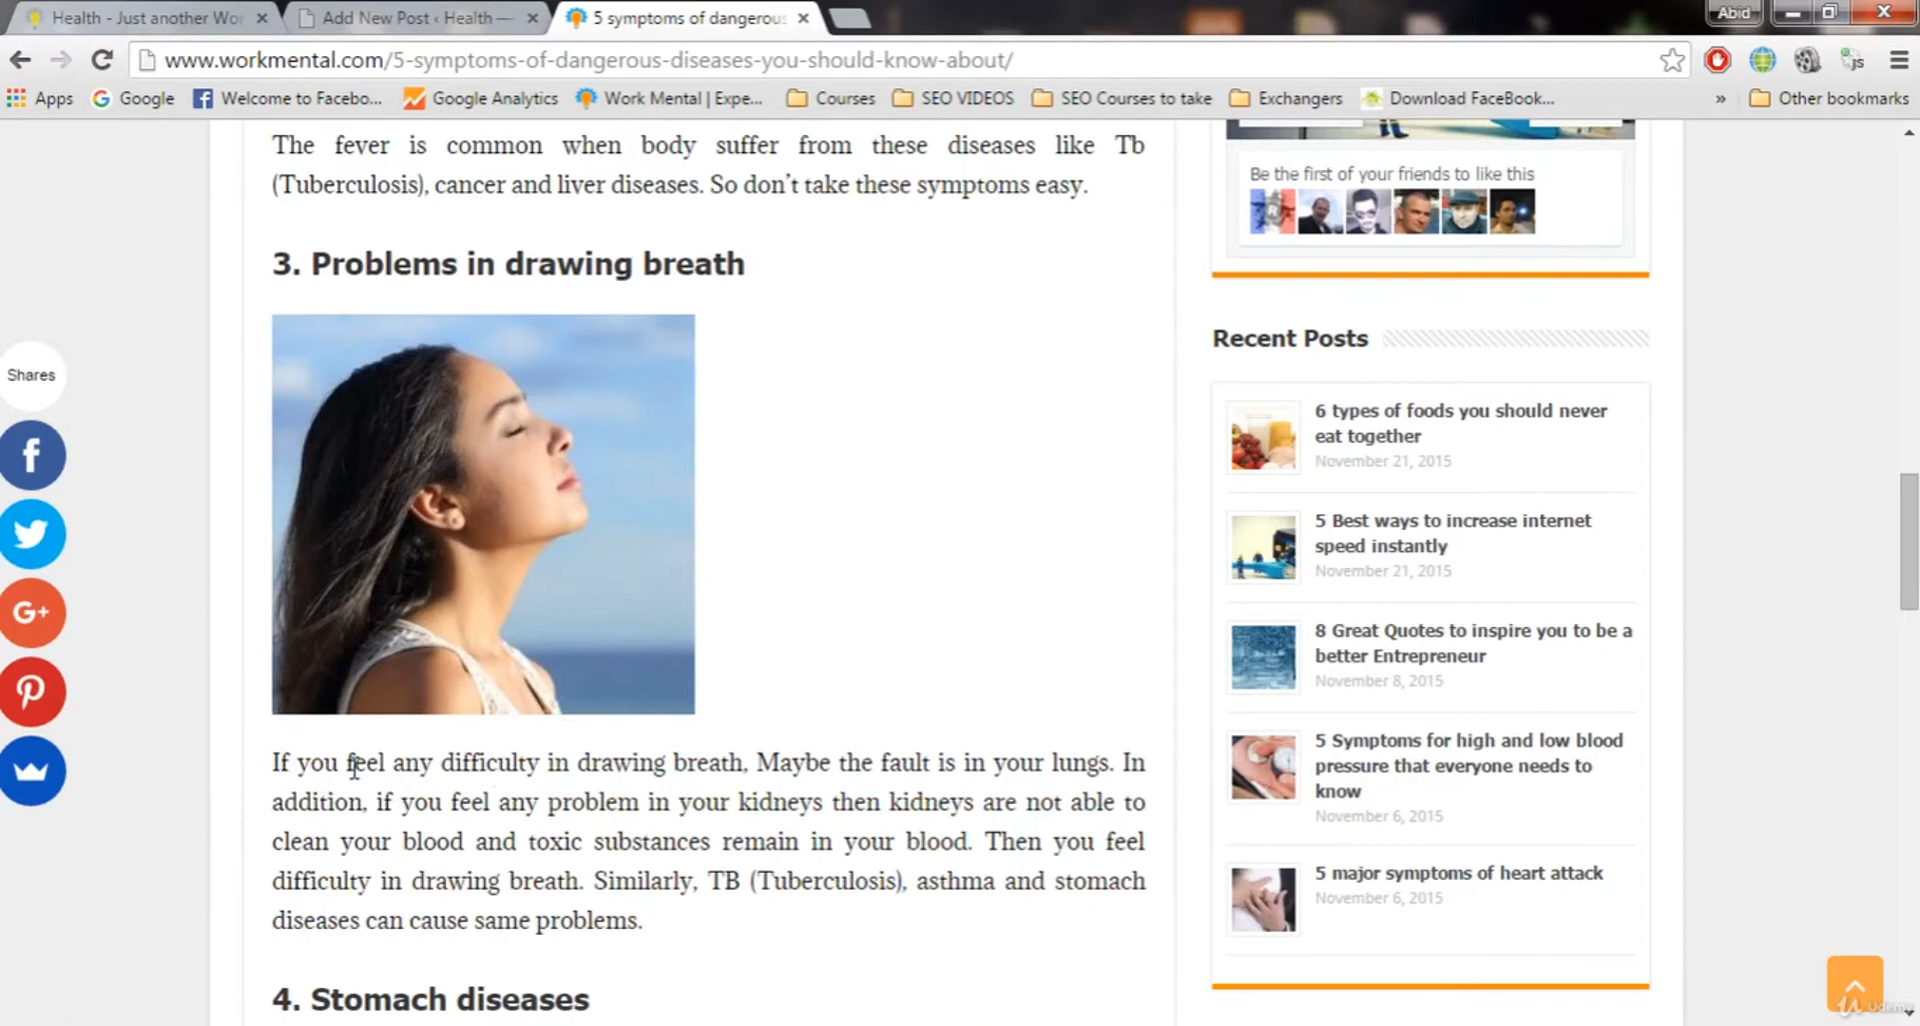 Health - Just another Wor
Add New Post ‹ Health —
5 symptoms of dangerous
Abid
www.workmental.com/5-symptoms-of-dangerous-diseases-you-should-know-about/
Apps
Google
Welcome to Facebo...
Google Analytics
Work Mental | Expe...
Courses
SEO VIDEOS
SEO Courses to take
Exchangers
Download FaceBook...
»
Other bookmarks
The fever is common when body suffer from these diseases like Tb
(Tuberculosis), cancer and liver diseases. So don't take these symptoms easy.
3. Problems in drawing breath
If you feel any difficulty in drawing breath, Maybe the fault is in your lungs. In
addition, if you feel any problem in your kidneys then kidneys are not able to
clean your blood and toxic substances remain in your blood. Then you feel
difficulty in drawing breath. Similarly, TB (Tuberculosis), asthma and stomach
diseases can cause same problems.
4. Stomach diseases
Shares
G+
Be the first of your friends to like this
Recent Posts
6 types of foods you should never
eat together
November 21, 2015
5 Best ways to increase internet
speed instantly
November 21, 2015
8 Great Quotes to inspire you to be a
better Entrepreneur
November 8, 2015
5 Symptoms for high and low blood
pressure that everyone needs to
know
November 6, 2015
5 major symptoms of heart attack
November 6, 2015
Udemy